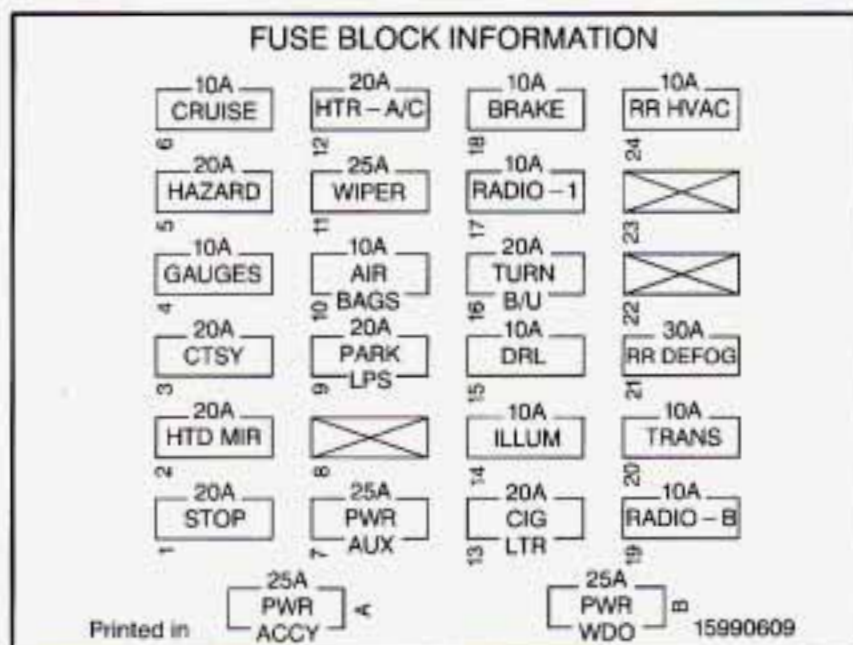 FUSE BLOCK INFORMATION
10A 20A 10A 10A
CRUISE HTR – A/C BRAKE RR HVAC
6 12 18 24
20A 25A 10A
HAZARD WIPER RADIO – 1
5 11 17 23
10A 10A 20A
GAUGES AIR TURN
4 10 BAGS 16 B/U 22
20A 20A 10A 30A
CTSY PARK DRL RR DEFOG
3 9 LPS 15 21
20A 10A 10A
HTD MIR ILLUM TRANS
2 8 14 20
20A 25A 20A 10A
STOP PWR CIG RADIO – B
1 7 AUX 13 LTR 19
25A 25A
PWR A PWR B
Printed in ACCY WDO 15990609